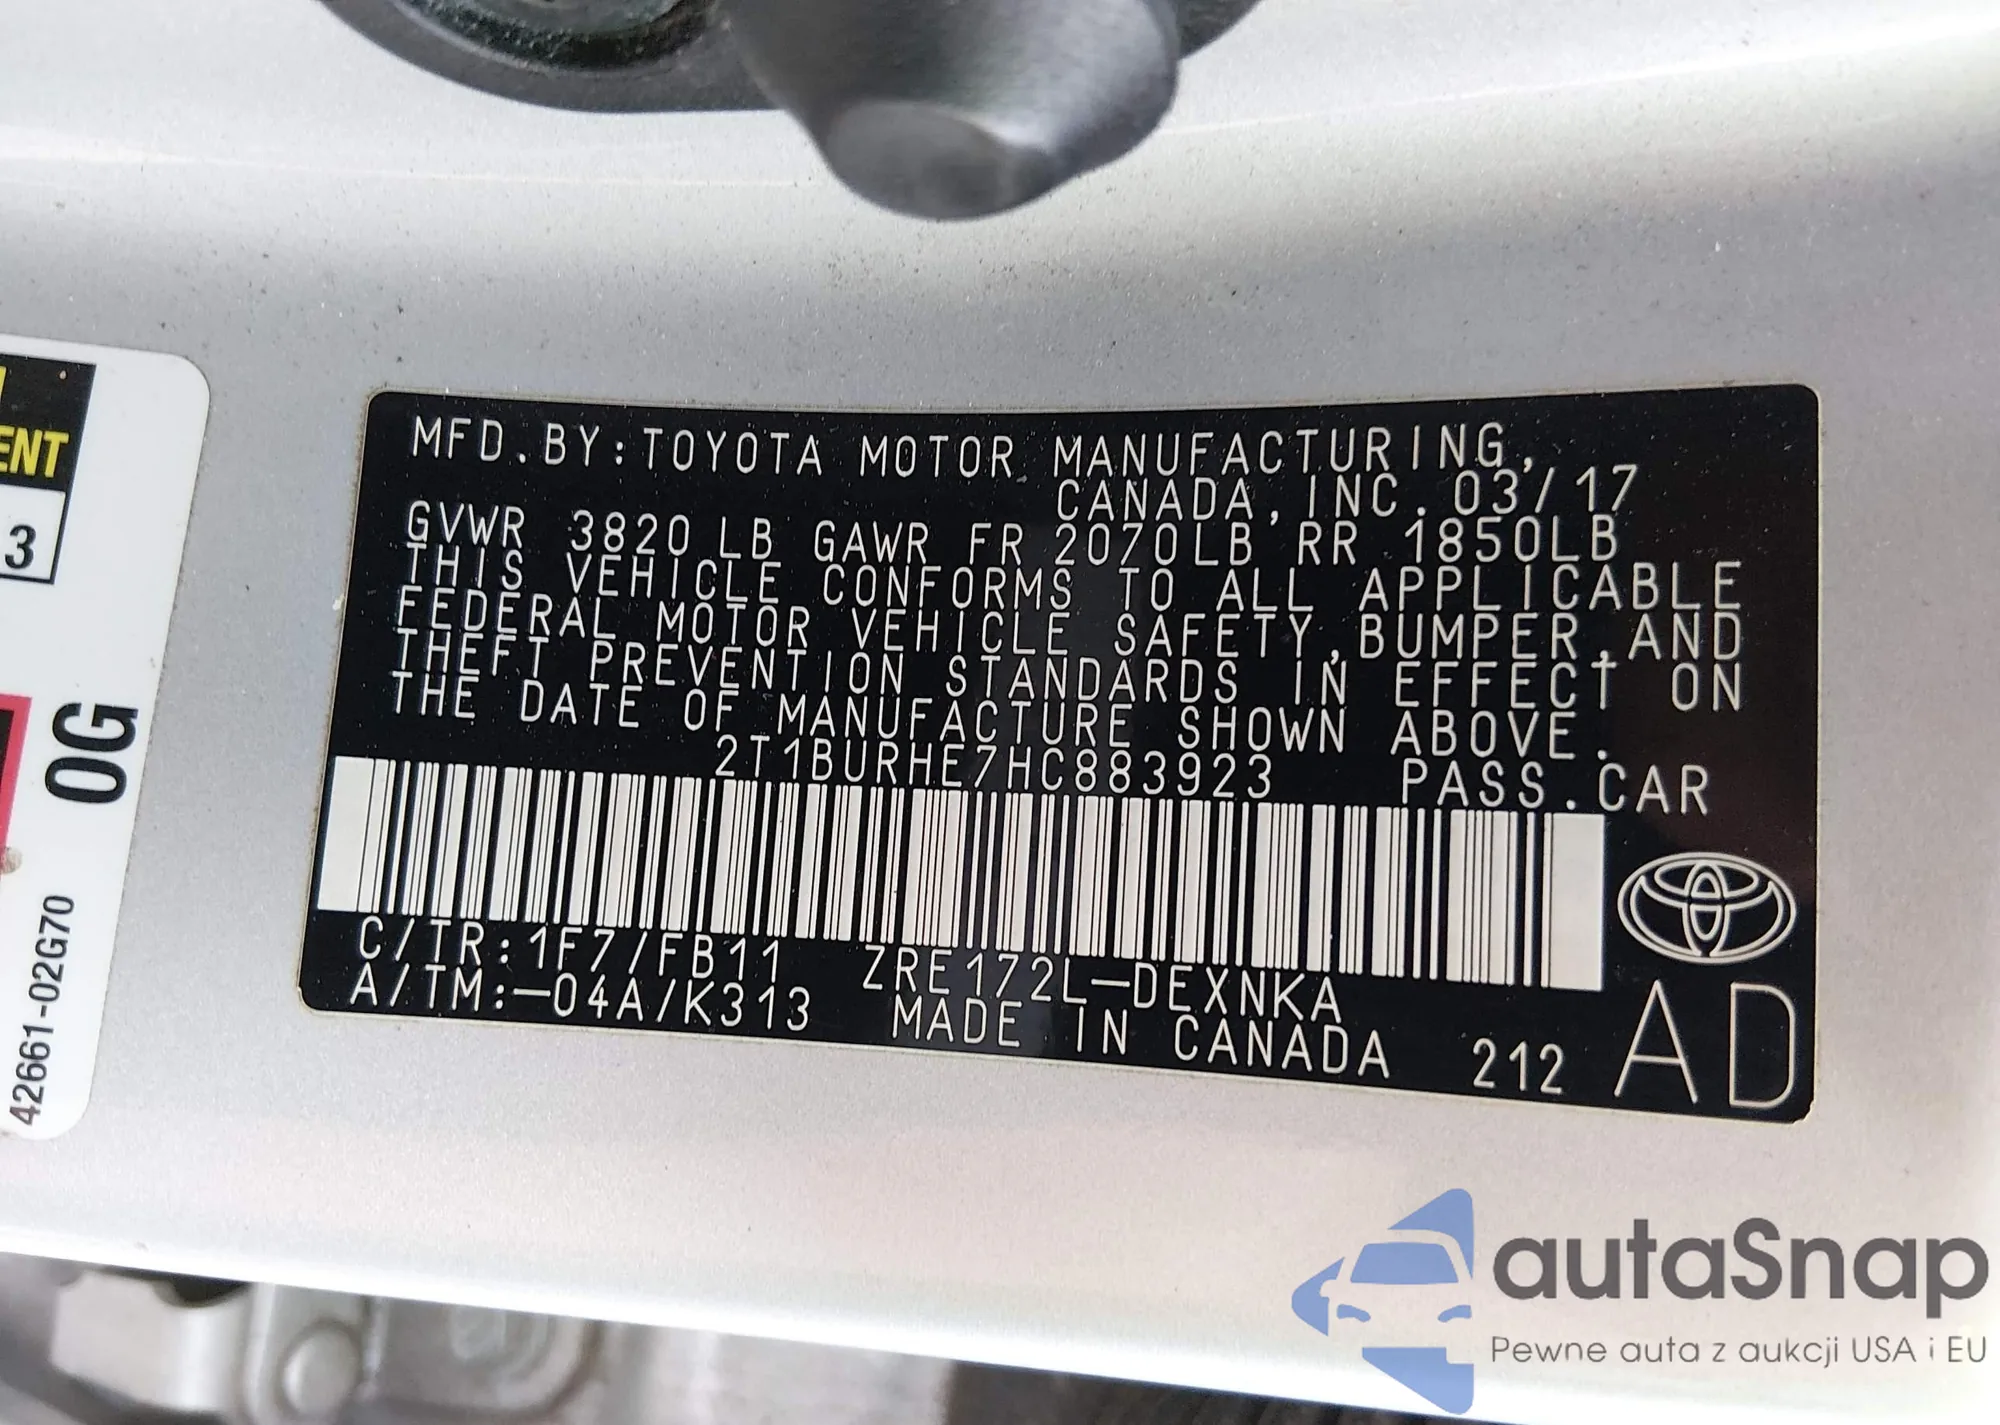 MFD.BY:TOYOTA MOTOR MANUFACTURING,
CANADA,INC. 03/17
GVWR 3820 LB GAWR FR 2070LB RR 1850LB
THIS VEHICLE CONFORMS TO ALL APPLICABLE
FEDERAL MOTOR VEHICLE SAFETY,BUMPER,AND
THEFT PREVENTION STANDARDS IN EFFECT ON
THE DATE OF MANUFACTURE SHOWN ABOVE.
2T1BURHE7HC883923 PASS.CAR
C/TR:1F7/FB11 ZRE172L-DEXNKA
A/TM:-04A/K313 MADE IN CANADA 212 AD
3
0G
42661-02G70
autaSnap
Pewne auta z aukcji USA i EU